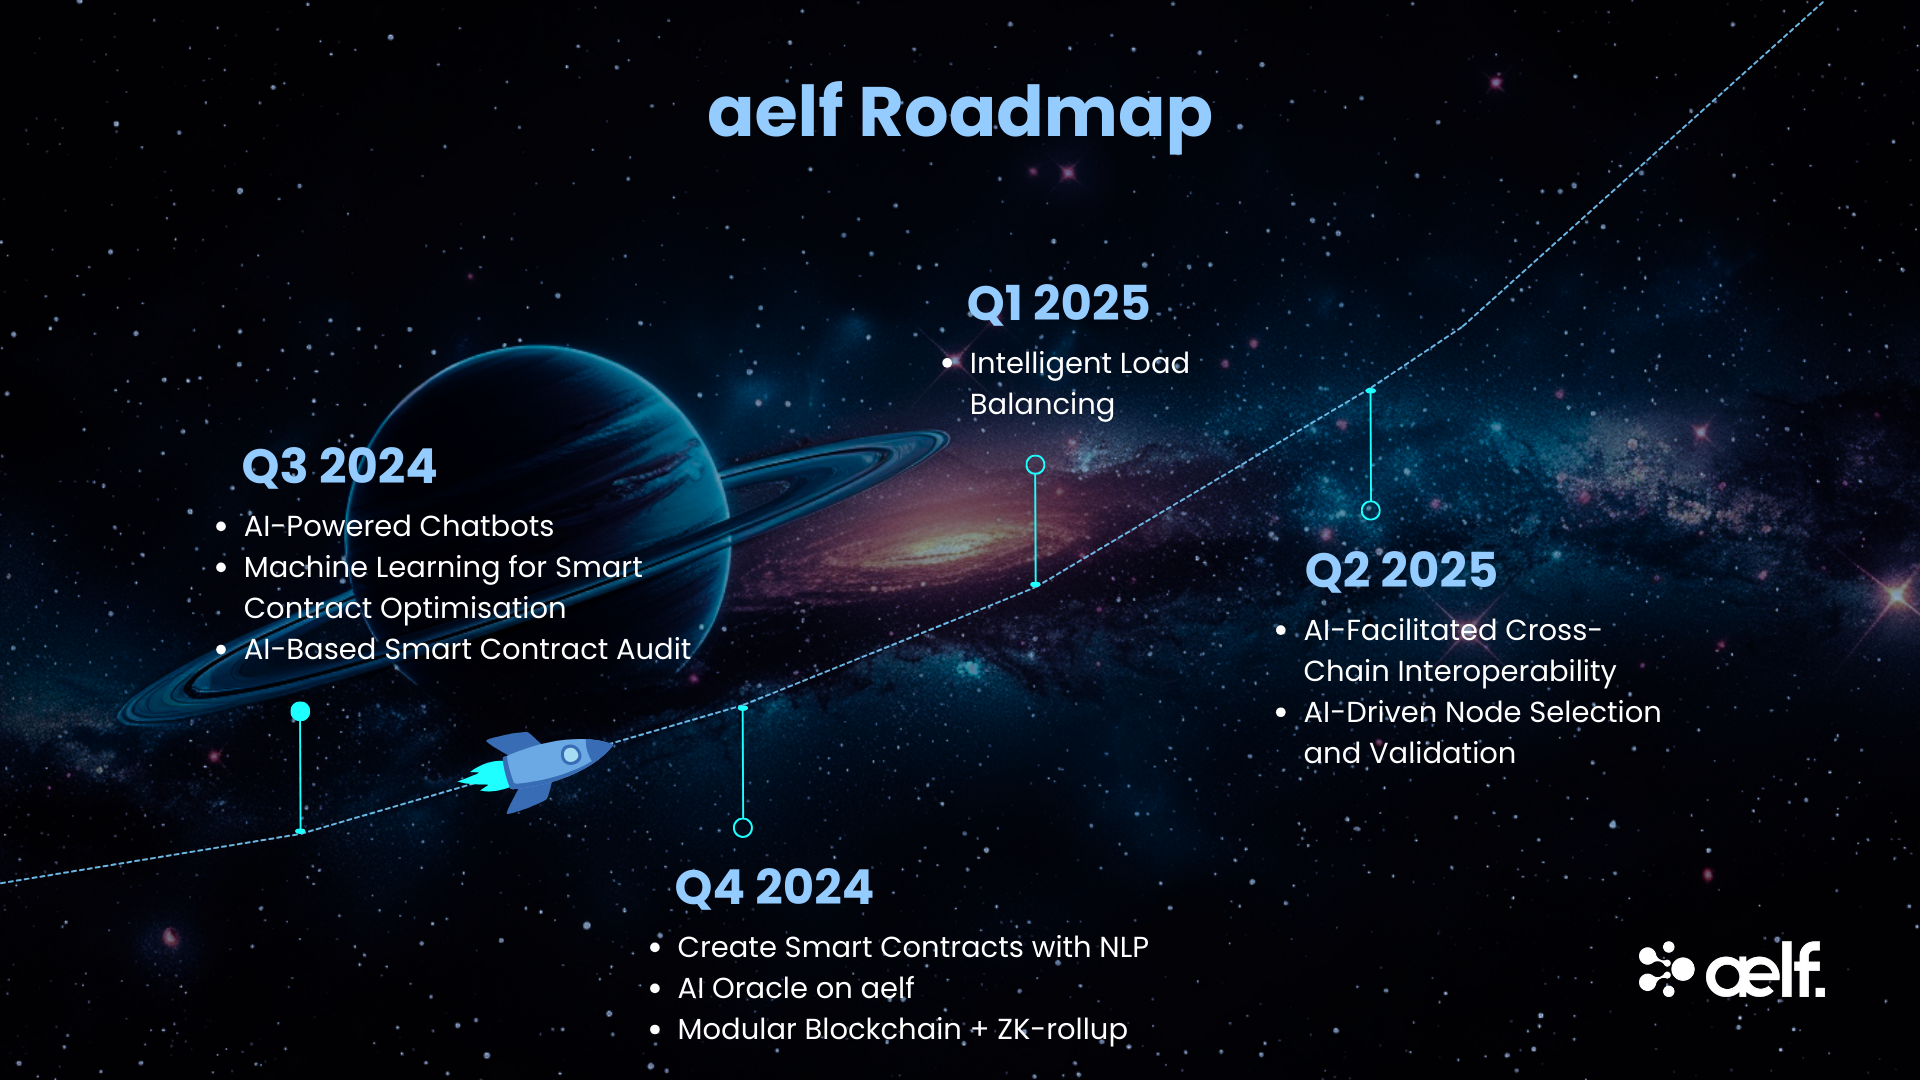 aelf Roadmap
Q3 2024
AI-Powered Chatbots
Machine Learning for Smart
Contract Optimisation
AI-Based Smart Contract Audit
Q4 2024
Create Smart Contracts with NLP
AI Oracle on aelf
Modular Blockchain + ZK-rollup
Q1 2025
Intelligent Load
Balancing
Q2 2025
AI-Facilitated Cross-
Chain Interoperability
AI-Driven Node Selection
and Validation
aelf.